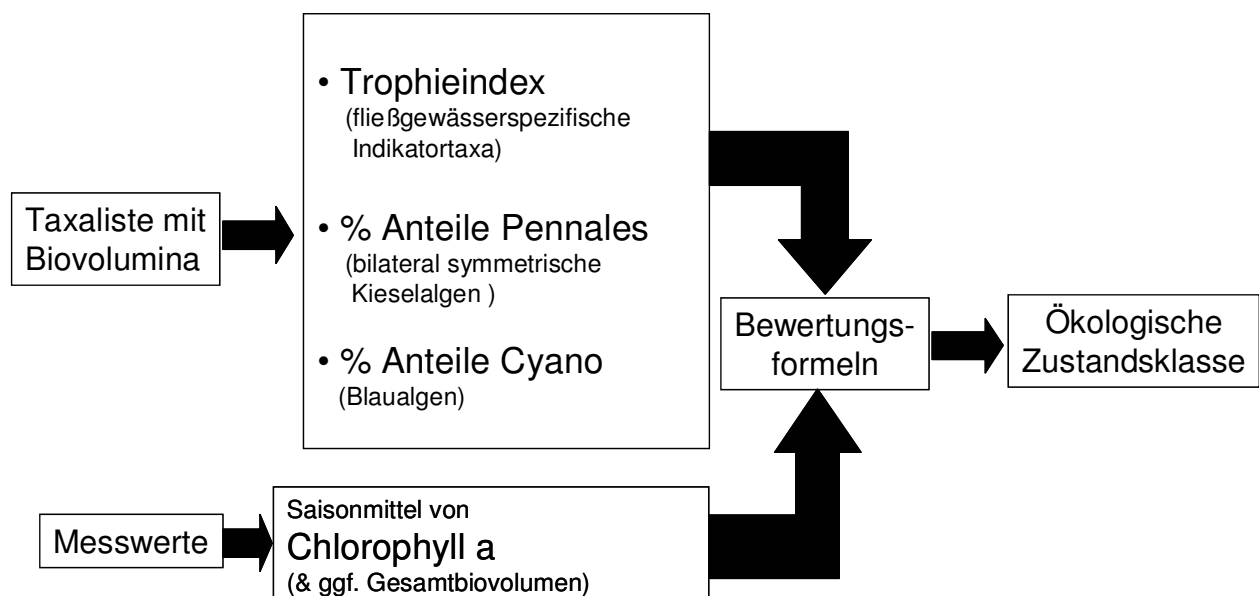 • Trophieindex
(fließgewässerspezifische
Indikatortaxa)
Taxaliste mit
Biovolumina
• % Anteile Pennales
(bilateral symmetrische
Kieselalgen )
• % Anteile Cyano
(Blaualgen)
Bewertungs-
formeln
Ökologische
Zustandsklasse
Messwerte
Saisonmittel von
Chlorophyll a
(& ggf. Gesamtbiovolumen)